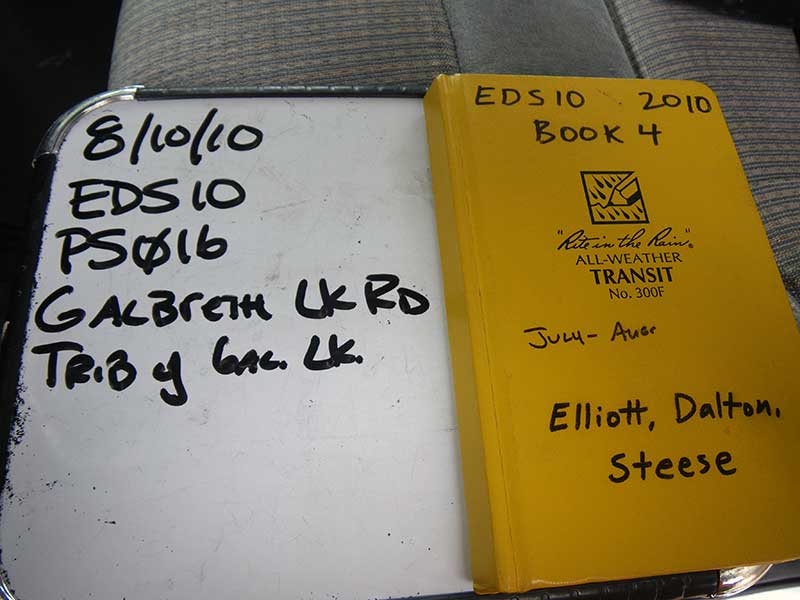 8/10/10
EDS10
PSØ16
GALBRETH LK RD
TRIB of GAL. LK.
EDS10 2010
BOOK 4
"Rite in the Rain"®
ALL-WEATHER
TRANSIT
No. 300F
JULY - AUG
Elliott, Dalton,
Steese